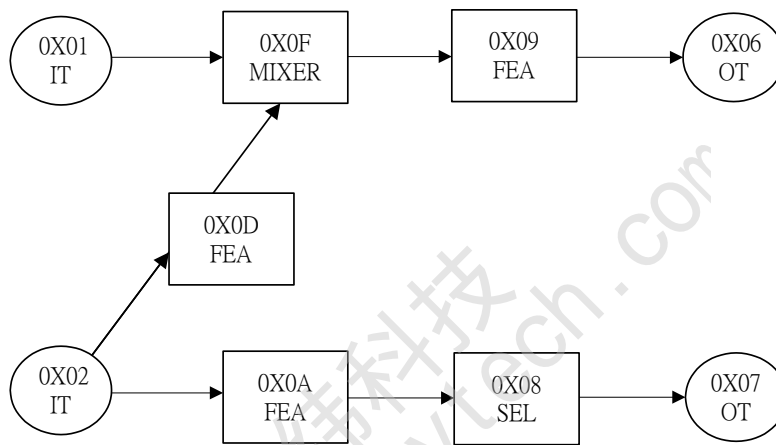 0X01
IT
0X0F
MIXER
0X09
FEA
0X06
OT
0X0D
FEA
0X02
IT
0X0A
FEA
0X08
SEL
0X07
OT